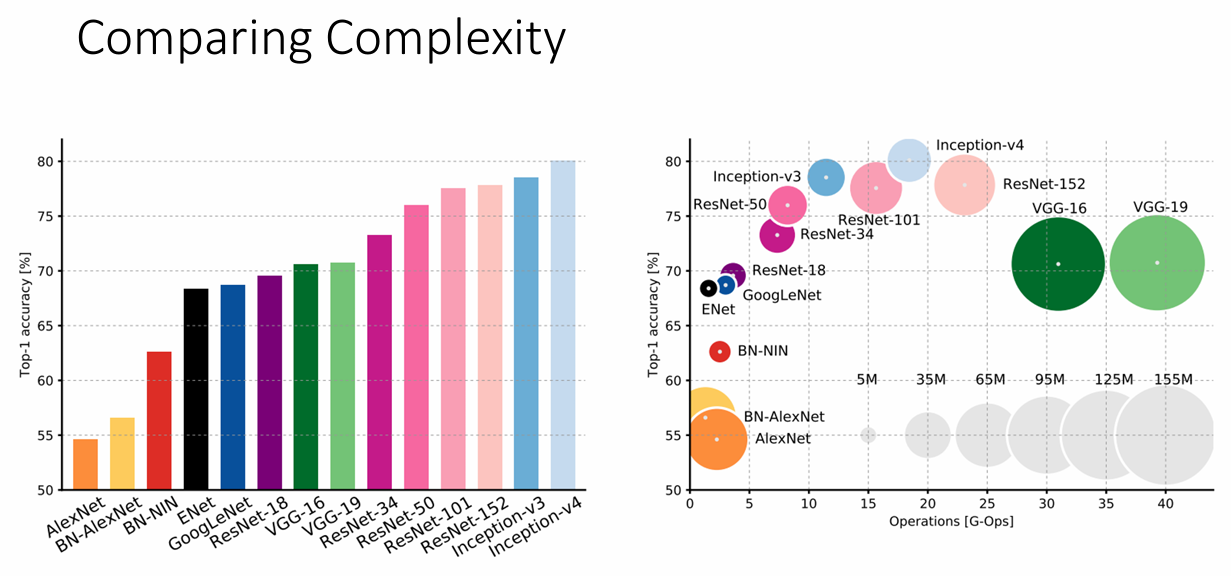 Comparing Complexity
80
75
70
65
60
55
50
Top-1 accuracy [%]
AlexNet
BN-AlexNet
BN-NIN
ENet
GoogLeNet
ResNet-18
VGG-16
VGG-19
ResNet-34
ResNet-50
ResNet-101
ResNet-152
Inception-v3
Inception-v4
80
75
70
65
60
55
50
Top-1 accuracy [%]
Inception-v4
Inception-v3
ResNet-152
ResNet-50
VGG-16
VGG-19
ResNet-101
ResNet-34
ResNet-18
GoogLeNet
ENet
BN-NIN
5M 35M 65M 95M 125M 155M
BN-AlexNet
AlexNet
0 5 10 15 20 25 30 35 40
Operations [G-Ops]